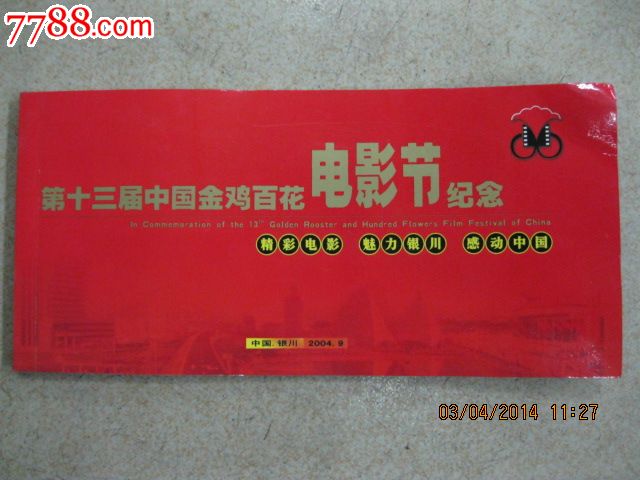 7788.com
第十三届中国金鸡百花电影节纪念
In Commemoration of the 13th Golden Rooster and Hundred Flowers Film Festival of China
精彩电影 魅力银川 感动中国
中国.银川 2004.9
03/04/2014 11:27